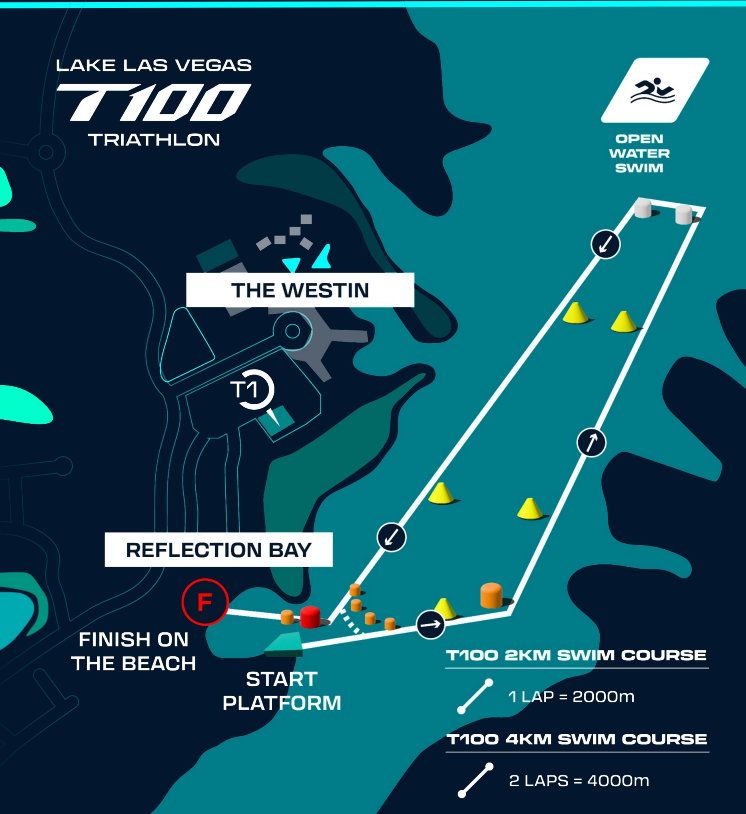 LAKE LAS VEGAS
T100
TRIATHLON
OPEN
WATER
SWIM
THE WESTIN
T1
REFLECTION BAY
F
FINISH ON
THE BEACH
START
PLATFORM
T100 2KM SWIM COURSE
1 LAP = 2000m
T100 4KM SWIM COURSE
2 LAPS = 4000m